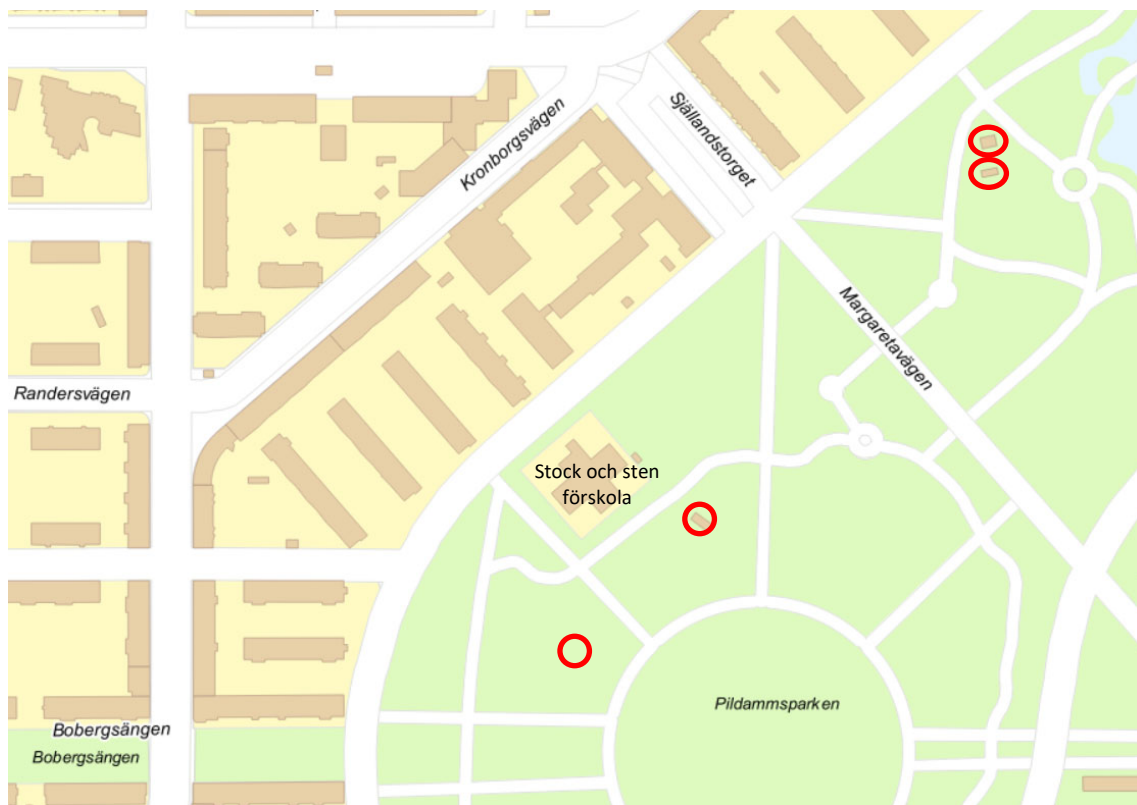 Kronborgsvägen
Själlandstorget
Margaretavägen
Randersvägen
Stock och sten
förskola
Pildammsparken
Bobergsängen
Bobergsängen